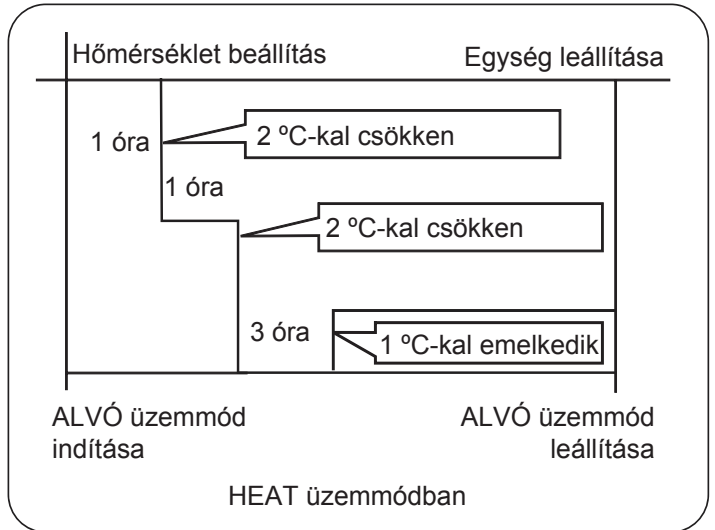 Hőmérséklet beállítás
Egység leállítása
1 óra
2 ºC-kal csökken
1 óra
2 ºC-kal csökken
3 óra
1 ºC-kal emelkedik
ALVÓ üzemmód
indítása
ALVÓ üzemmód
leállítása
HEAT üzemmódban